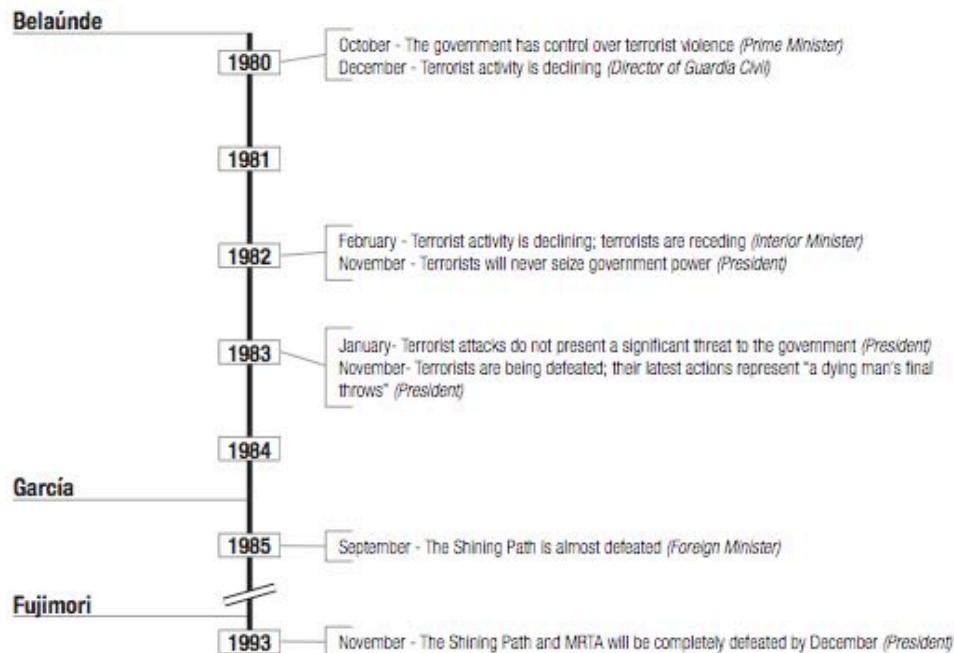 Belaúnde
1980
October - The government has control over terrorist violence (Prime Minister)
December - Terrorist activity is declining (Director of Guardia Civil)
1981
1982
February - Terrorist activity is declining; terrorists are receding (Interior Minister)
November - Terrorists will never seize government power (President)
1983
January- Terrorist attacks do not present a significant threat to the government (President)
November- Terrorists are being defeated; their latest actions represent "a dying man's final
throws" (President)
1984
García
1985
September - The Shining Path is almost defeated (Foreign Minister)
Fujimori
1993
November - The Shining Path and MRTA will be completely defeated by December (President)